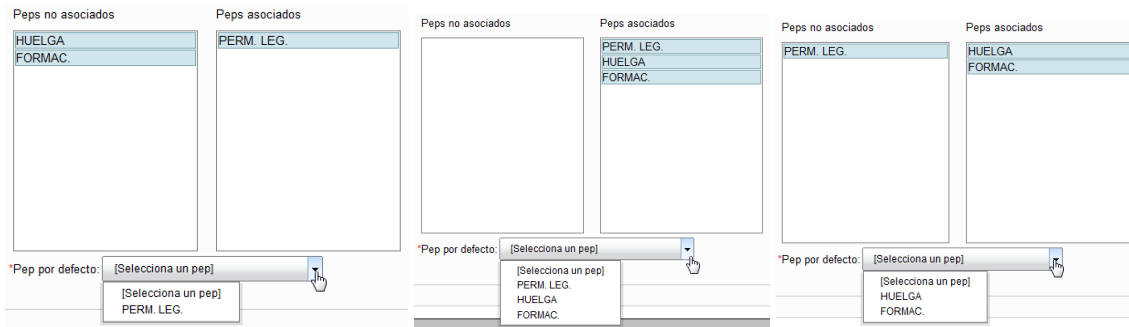 Peps no asociados Peps asociados
HUELGA PERM. LEG.
FORMAC.
*Pep por defecto: [Selecciona un pep]
[Selecciona un pep]
PERM. LEG.
Peps no asociados Peps asociados
PERM. LEG.
HUELGA
FORMAC.
*Pep por defecto: [Selecciona un pep]
[Selecciona un pep]
PERM. LEG.
HUELGA
FORMAC.
Peps no asociados Peps asociados
PERM. LEG. HUELGA
FORMAC.
*Pep por defecto: [Selecciona un pep]
[Selecciona un pep]
HUELGA
FORMAC.